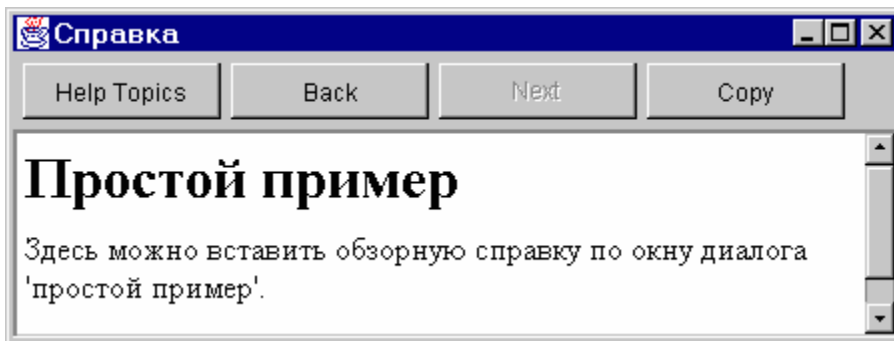 Справка
Help Topics Back Next Copy
Простой пример
Здесь можно вставить обзорную справку по окну диалога
'простой пример'.